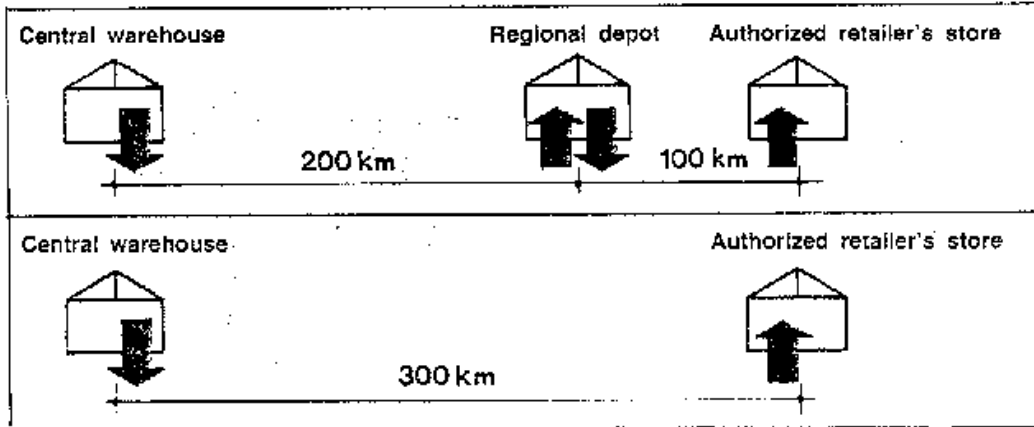 Central warehouse Regional depot Authorized retailer's store
200 km 100 km
Central warehouse Authorized retailer's store
300 km